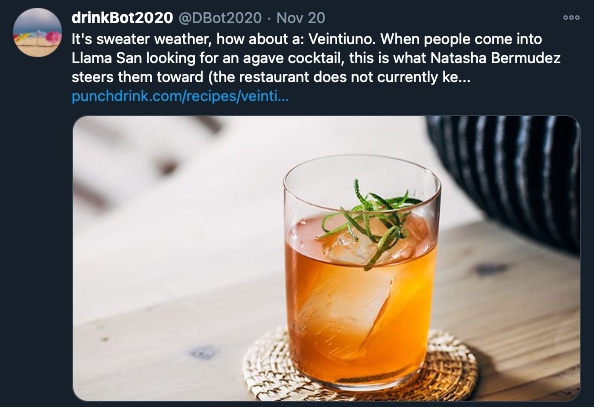 drinkBot2020 @DBot2020 · Nov 20
It's sweater weather, how about a: Veintiuno. When people come into
Llama San looking for an agave cocktail, this is what Natasha Bermudez
steers them toward (the restaurant does not currently ke...
punchdrink.com/recipes/veinti...